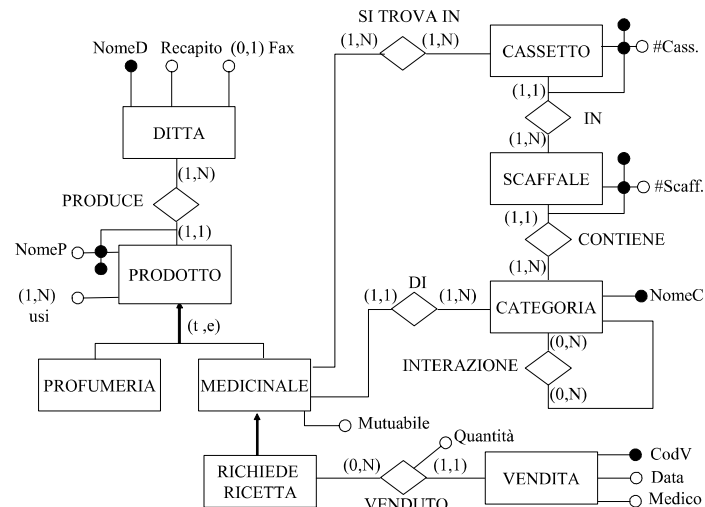 SI TROVA IN
NomeD Recapito (0,1) Fax
(1,N) (1,N)
CASSETTO
#Cass.
(1,1)
IN
(1,N)
DITTA
(1,N)
SCAFFALE
#Scaff.
PRODUCE
(1,1)
(1,1)
CONTIENE
NomeP
PRODOTTO
(1,N)
DI
(1,N)
usi
(1,1) (1,N)
CATEGORIA
NomeC
(t ,e)
(0,N)
INTERAZIONE
(0,N)
PROFUMERIA
MEDICINALE
Mutuabile
Quantità
CodV
RICHIEDE
RICETTA
(0,N) (1,1)
VENDITA
Data
VENDUTO
Medico